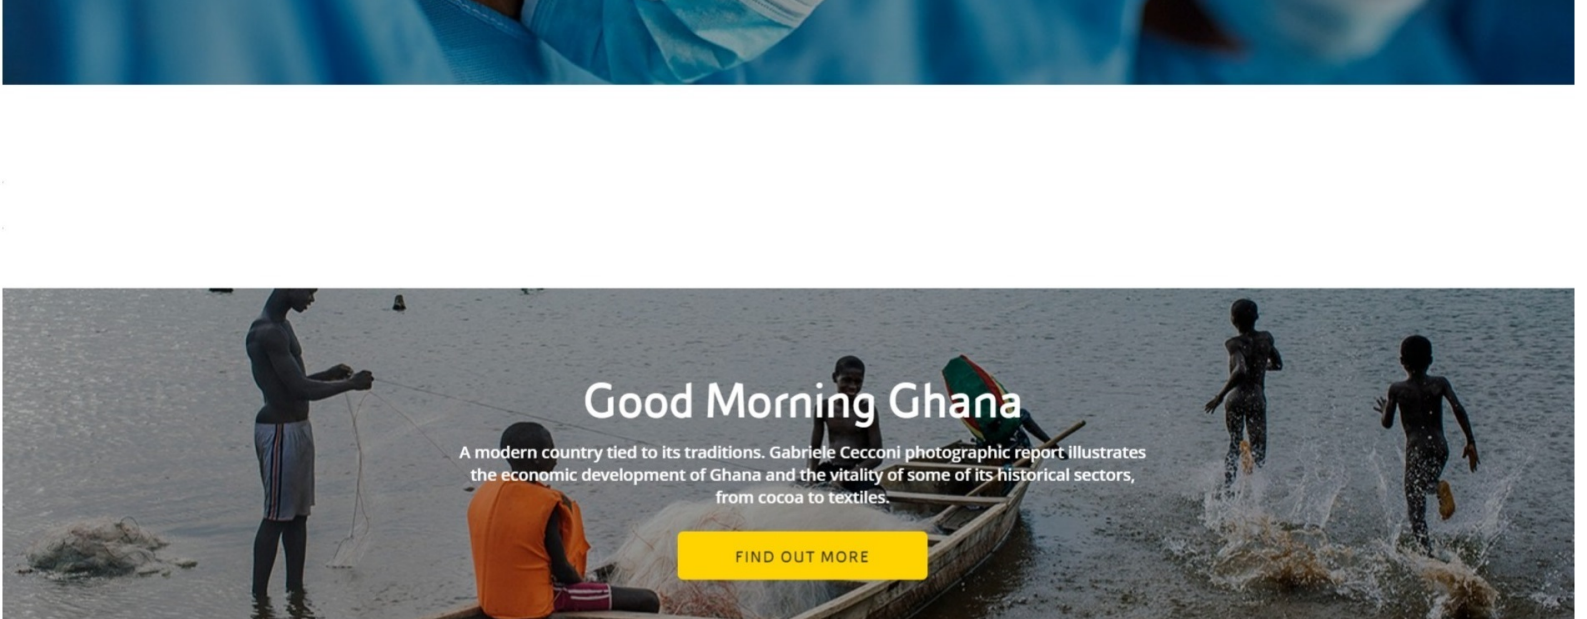 Good Morning Ghana
A modern country tied to its traditions. Gabriele Cecconi photographic report illustrates
the economic development of Ghana and the vitality of some of its historical sectors,
from cocoa to textiles.
FIND OUT MORE